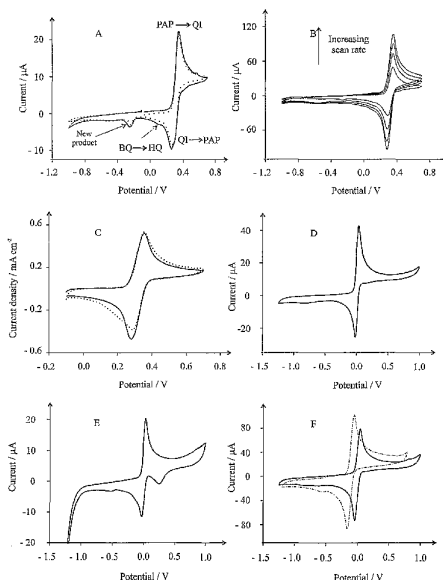 A
PAP → QI
Current / μA
20
10
0
-10
New
product
BQ → HQ
QI → PAP
-1.2
-0.6
0.0
0.6
1.2
Potential / V
B
Increasing
scan rate
Current / μA
120
60
0
-60
-1.2
-0.8
-0.4
0.0
0.4
0.8
Potential / V
C
Current density / mA cm-2
0.6
0.2
-0.2
-0.6
-0.2
0.0
0.2
0.4
0.6
0.8
Potential / V
D
Current / μA
40
20
0
-20
-1.5
-1.0
-0.5
0.0
0.5
1.0
Potential / V
E
Current / μA
20
10
0
-10
-20
-1.5
-1.0
-0.5
0.0
0.5
1.0
Potential / V
F
Current / μA
80
40
0
-40
-80
-1.5
-1.0
-0.5
0.0
0.5
1.0
1.5
Potential / V